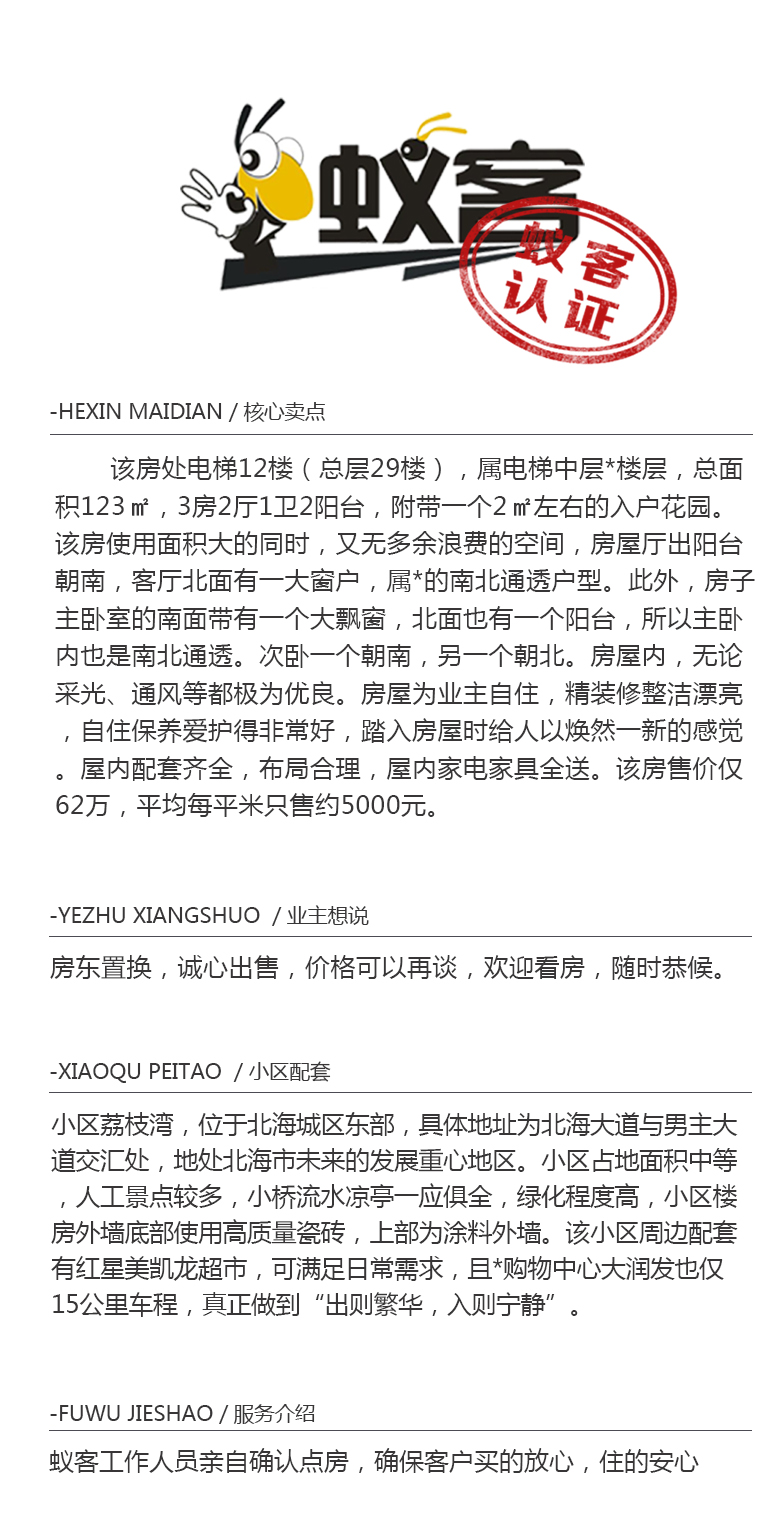 蚁客
蚁客
认证
-HEXIN MAIDIAN / 核心卖点
该房处电梯12楼（总层29楼），属电梯中层*楼层，总面
积123㎡，3房2厅1卫2阳台，附带一个2㎡左右的入户花园。
该房使用面积大的同时，又无多余浪费的空间，房屋厅出阳台
朝南，客厅北面有一大窗户，属*的南北通透户型。此外，房子
主卧室的南面带有一个大飘窗，北面也有一个阳台，所以主卧
内也是南北通透。次卧一个朝南，另一个朝北。房屋内，无论
采光、通风等都极为优良。房屋为业主自住，精装修整洁漂亮
，自住保养爱护得非常好，踏入房屋时给人以焕然一新的感觉
。屋内配套齐全，布局合理，屋内家电家具全送。该房售价仅
62万，平均每平米只售约5000元。
-YEZHU XIANGSHUO / 业主想说
房东置换，诚心出售，价格可以再谈，欢迎看房，随时恭候。
-XIAOQU PEITAO / 小区配套
小区荔枝湾，位于北海城区东部，具体地址为北海大道与男主大
道交汇处，地处北海市未来的发展重心地区。小区占地面积中等
，人工景点较多，小桥流水凉亭一应俱全，绿化程度高，小区楼
房外墙底部使用高质量瓷砖，上部为涂料外墙。该小区周边配套
有红星美凯龙超市，可满足日常需求，且*购物中心大润发也仅
15公里车程，真正做到“出则繁华，入则宁静”。
-FUWU JIESHAO / 服务介绍
蚁客工作人员亲自确认点房，确保客户买的放心，住的安心